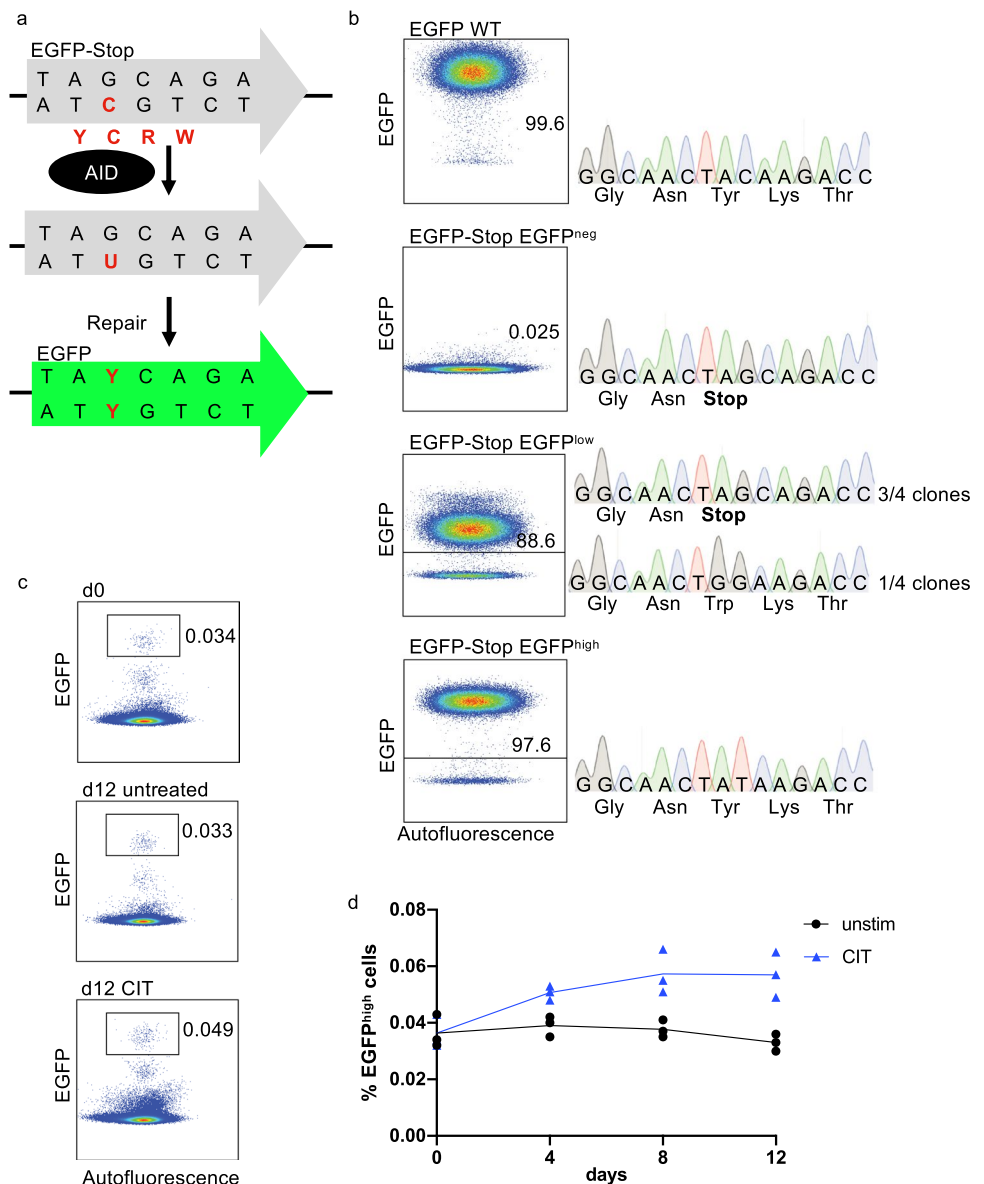 a
EGFP-Stop
T A G C A G A
A T C G T C T
Y C R W
AID
T A G C A G A
A T U G T C T
Repair
EGFP
T A Y C A G A
A T Y G T C T
b
EGFP WT
EGFP
99.6
G G C A A C T A C A A G A C C
Gly Asn Tyr Lys Thr
EGFP-Stop EGFPneg
EGFP
0.025
G G C A A C T A G C A G A C C
Gly Asn Stop
EGFP-Stop EGFPlow
EGFP
88.6
G G C A A C T A G C A G A C C 3/4 clones
Gly Asn Stop
G G C A A C T G G A A G A C C 1/4 clones
Gly Asn Trp Lys Thr
EGFP-Stop EGFPhigh
EGFP
97.6
G G C A A C T A T A A G A C C
Gly Asn Tyr Lys Thr
Autofluorescence
c
d0
EGFP
0.034
d12 untreated
EGFP
0.033
d12 CIT
EGFP
0.049
Autofluorescence
d
% EGFPhigh cells
0.08
0.06
0.04
0.02
0.00
0 4 8 12
days
unstim
CIT